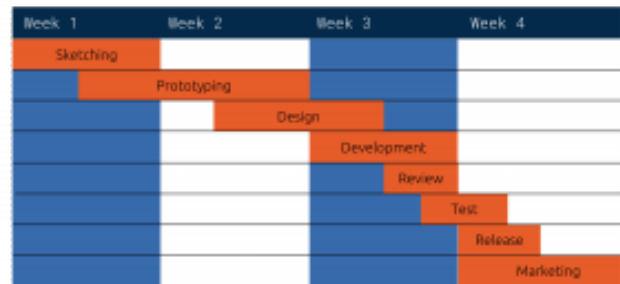 Week 1 Week 2 Week 3 Week 4
Sketching
Prototyping
Design
Development
Review
Test
Release
Marketing